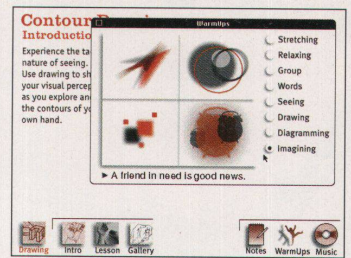 Contour
Introductio
Experience the ta
nature of seeing.
Use drawing to sh
your visual percep
as you explore an
the contours of yo
own hand.
WarmUps
Stretching
Relaxing
Group
Words
Seeing
Drawing
Diagramming
Imagining
A friend in need is good news.
Drawing
Intro
Lesson
Gallery
Notes
WarmUps
Music